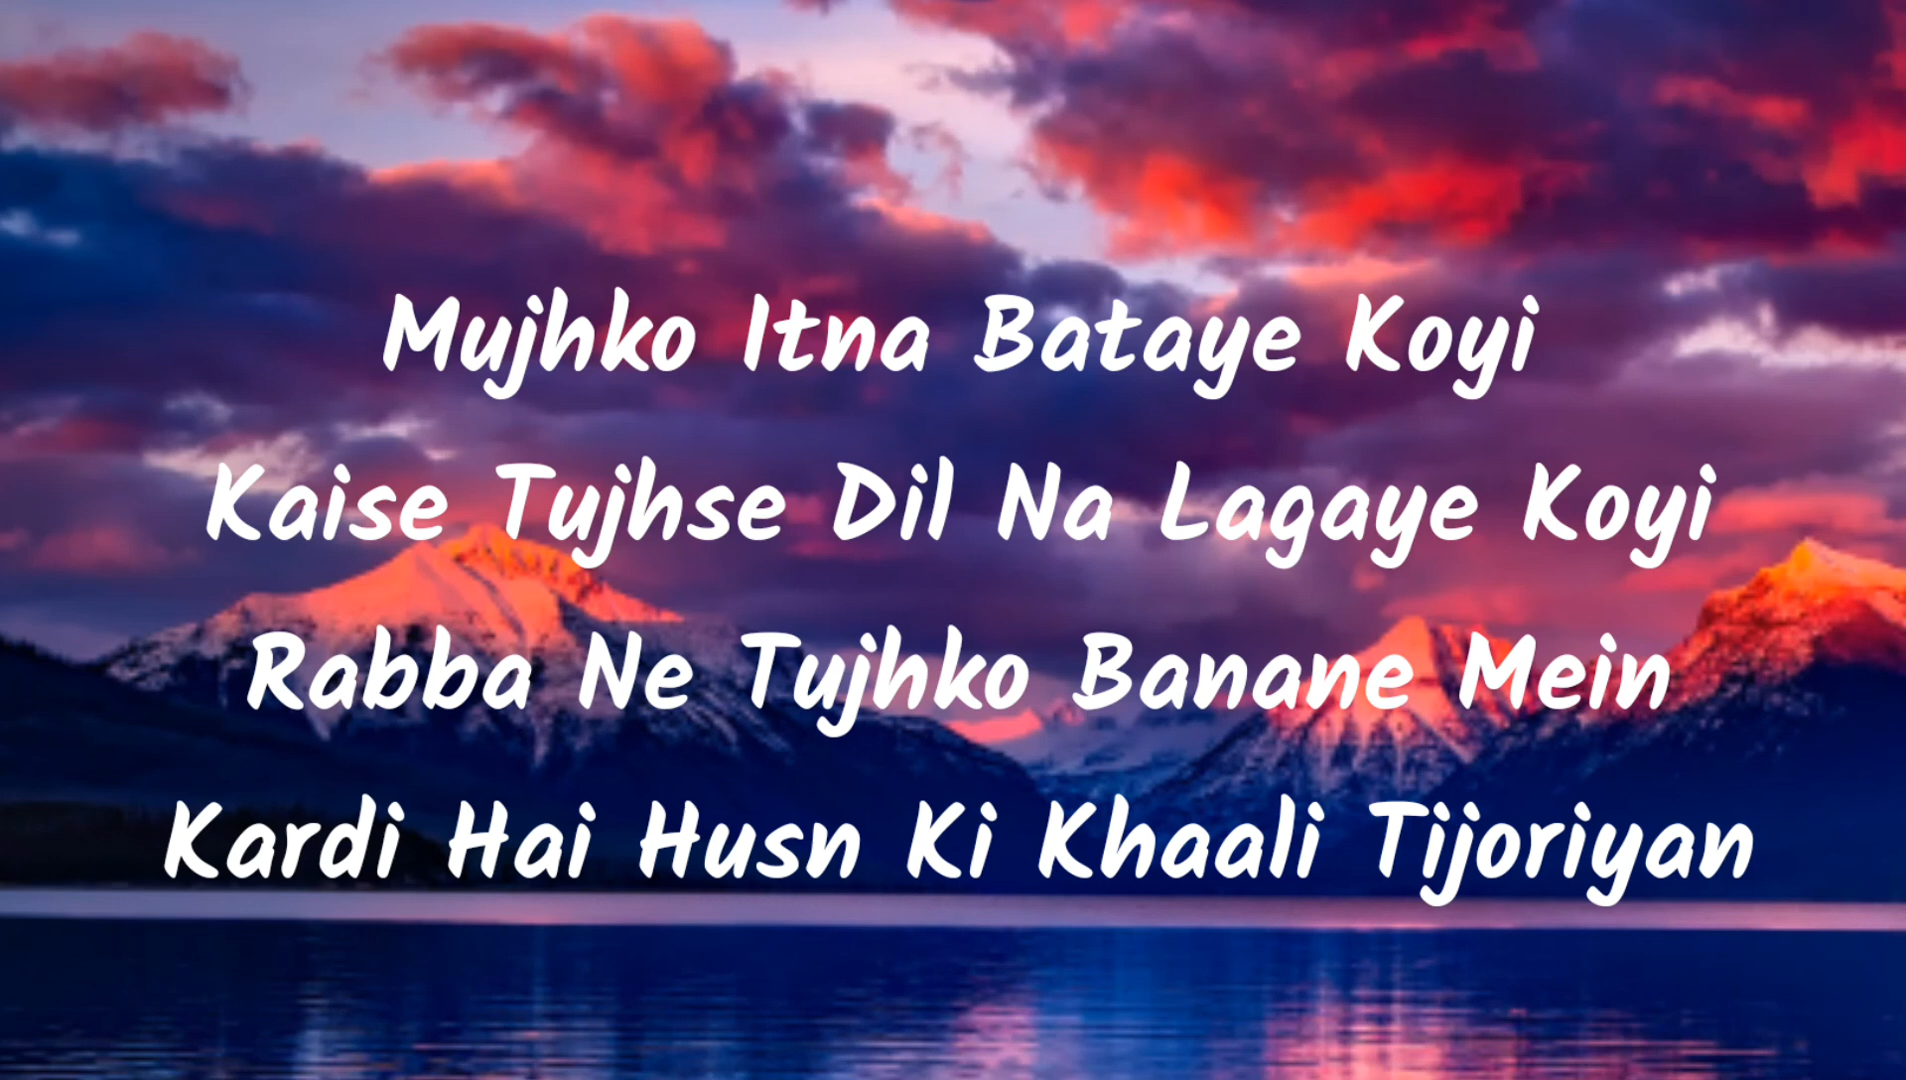 Mujhko Itna Bataye Koyi
Kaise Tujhse Dil Na Lagaye Koyi
Rabba Ne Tujhko Banane Mein
Kardi Hai Husn Ki Khaali Tijoriyan